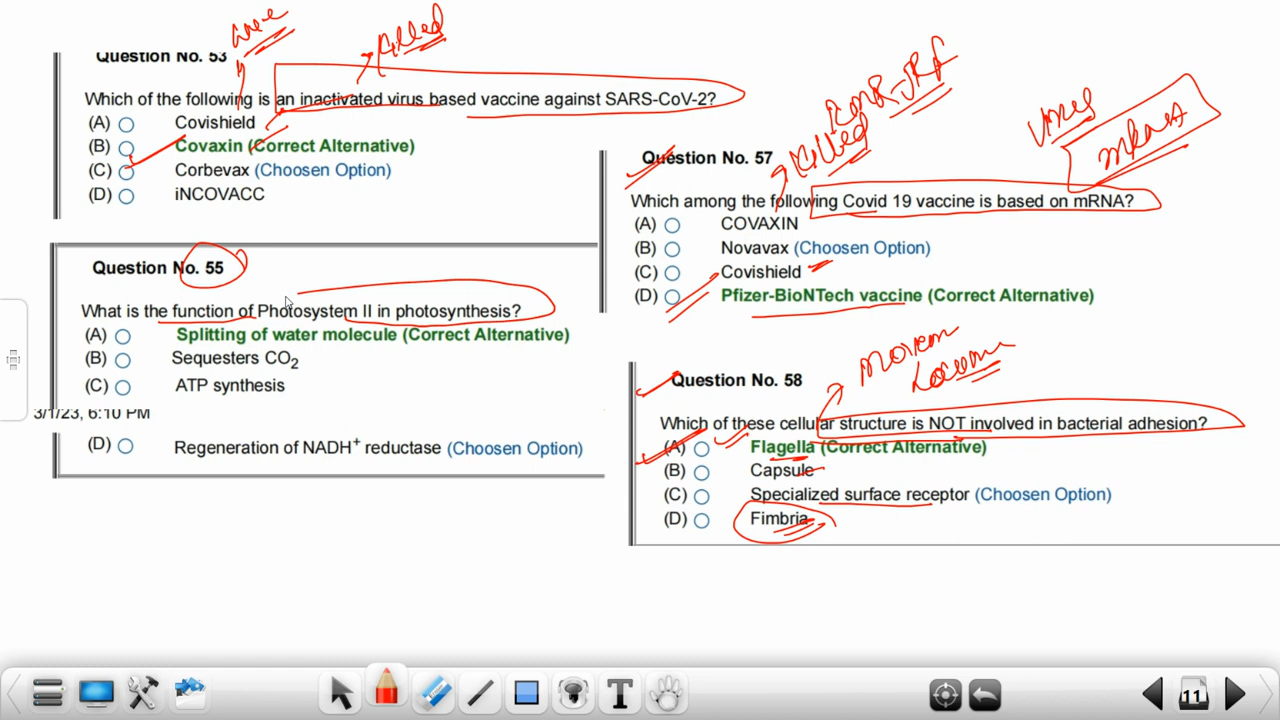 Question No. 53
Which of the following is an inactivated virus based vaccine against SARS-CoV-2?
(A) Covishield
(B) Covaxin (Correct Alternative)
(C) Corbevax (Choosen Option)
(D) iNCOVACC
Killed
Question No. 55
What is the function of Photosystem II in photosynthesis?
(A) Splitting of water molecule (Correct Alternative)
(B) Sequesters CO2
(C) ATP synthesis
3/1/23, 6:10 PM
(D) Regeneration of NADH+ reductase (Choosen Option)
Killed
Virus
Question No. 57
Which among the following Covid 19 vaccine is based on mRNA?
(A) COVAXIN
(B) Novavax (Choosen Option)
(C) Covishield
(D) Pfizer-BioNTech vaccine (Correct Alternative)
Question No. 58
Which of these cellular structure is NOT involved in bacterial adhesion?
(A) Flagella (Correct Alternative)
(B) Capsule
(C) Specialized surface receptor (Choosen Option)
(D) Fimbria
T
11